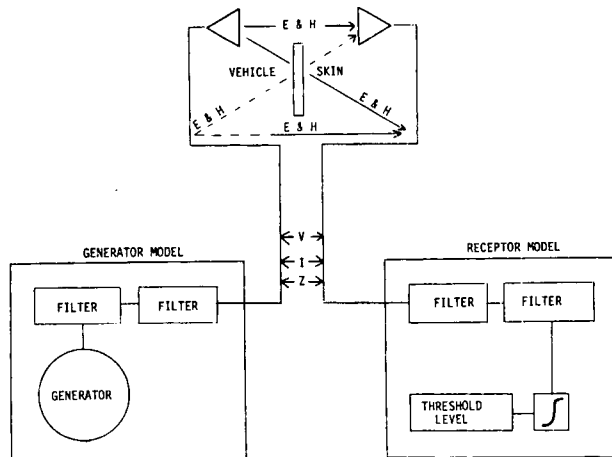 E & H
VEHICLE SKIN
E & H
E & H
E & H
V
I
Z
GENERATOR MODEL
FILTER FILTER
GENERATOR
RECEPTOR MODEL
FILTER FILTER
THRESHOLD
LEVEL
∫